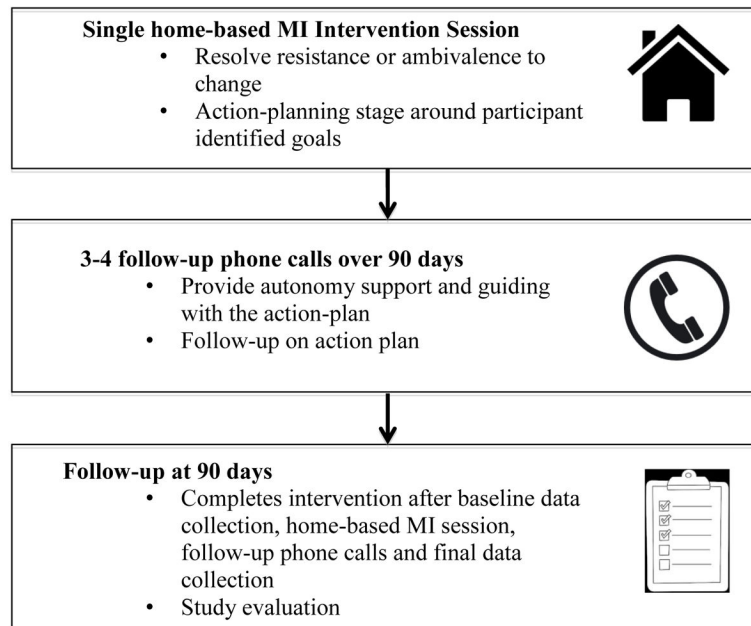 Single home-based MI Intervention Session
• Resolve resistance or ambivalence to
change
• Action-planning stage around participant
identified goals
3-4 follow-up phone calls over 90 days
• Provide autonomy support and guiding
with the action-plan
• Follow-up on action plan
Follow-up at 90 days
• Completes intervention after baseline data
collection, home-based MI session,
follow-up phone calls and final data
collection
• Study evaluation